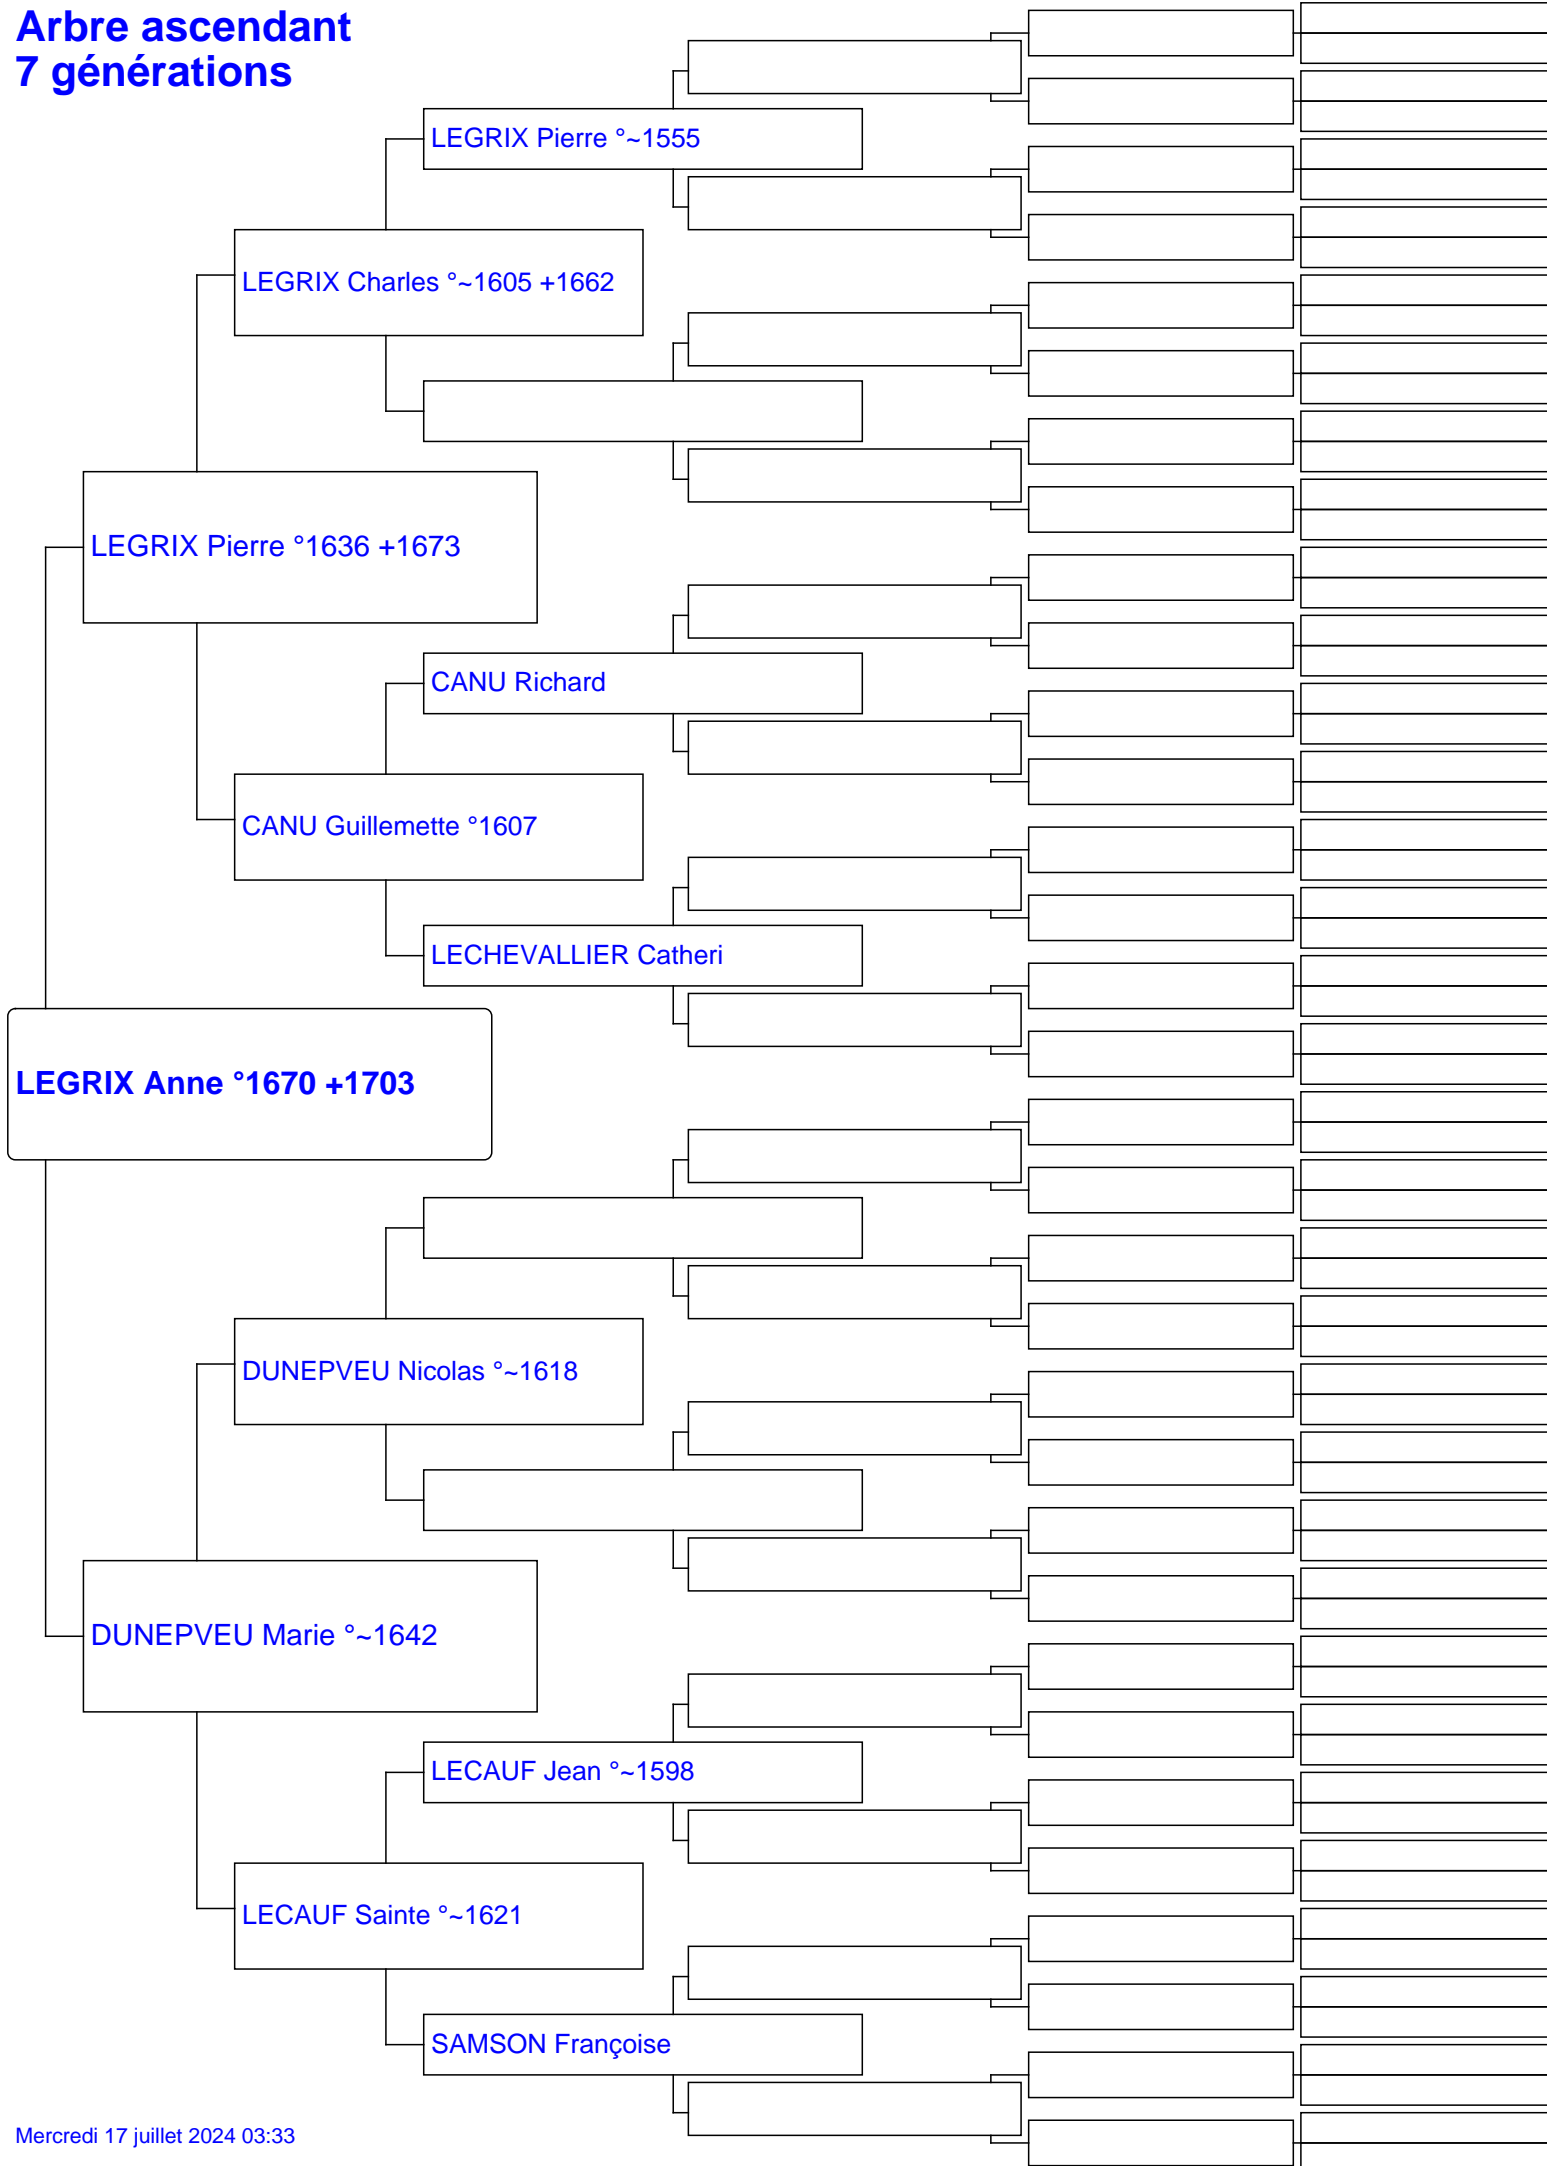 Arbre ascendant
7 générations
LEGRIX Pierre °~1555
LEGRIX Charles °~1605 +1662
LEGRIX Pierre °1636 +1673
CANU Richard
CANU Guillemette °1607
LECHEVALLIER Catheri
LEGRIX Anne °1670 +1703
DUNEPVEU Nicolas °~1618
DUNEPVEU Marie °~1642
LECAUF Jean °~1598
LECAUF Sainte °~1621
SAMSON Françoise
Mercredi 17 juillet 2024 03:33